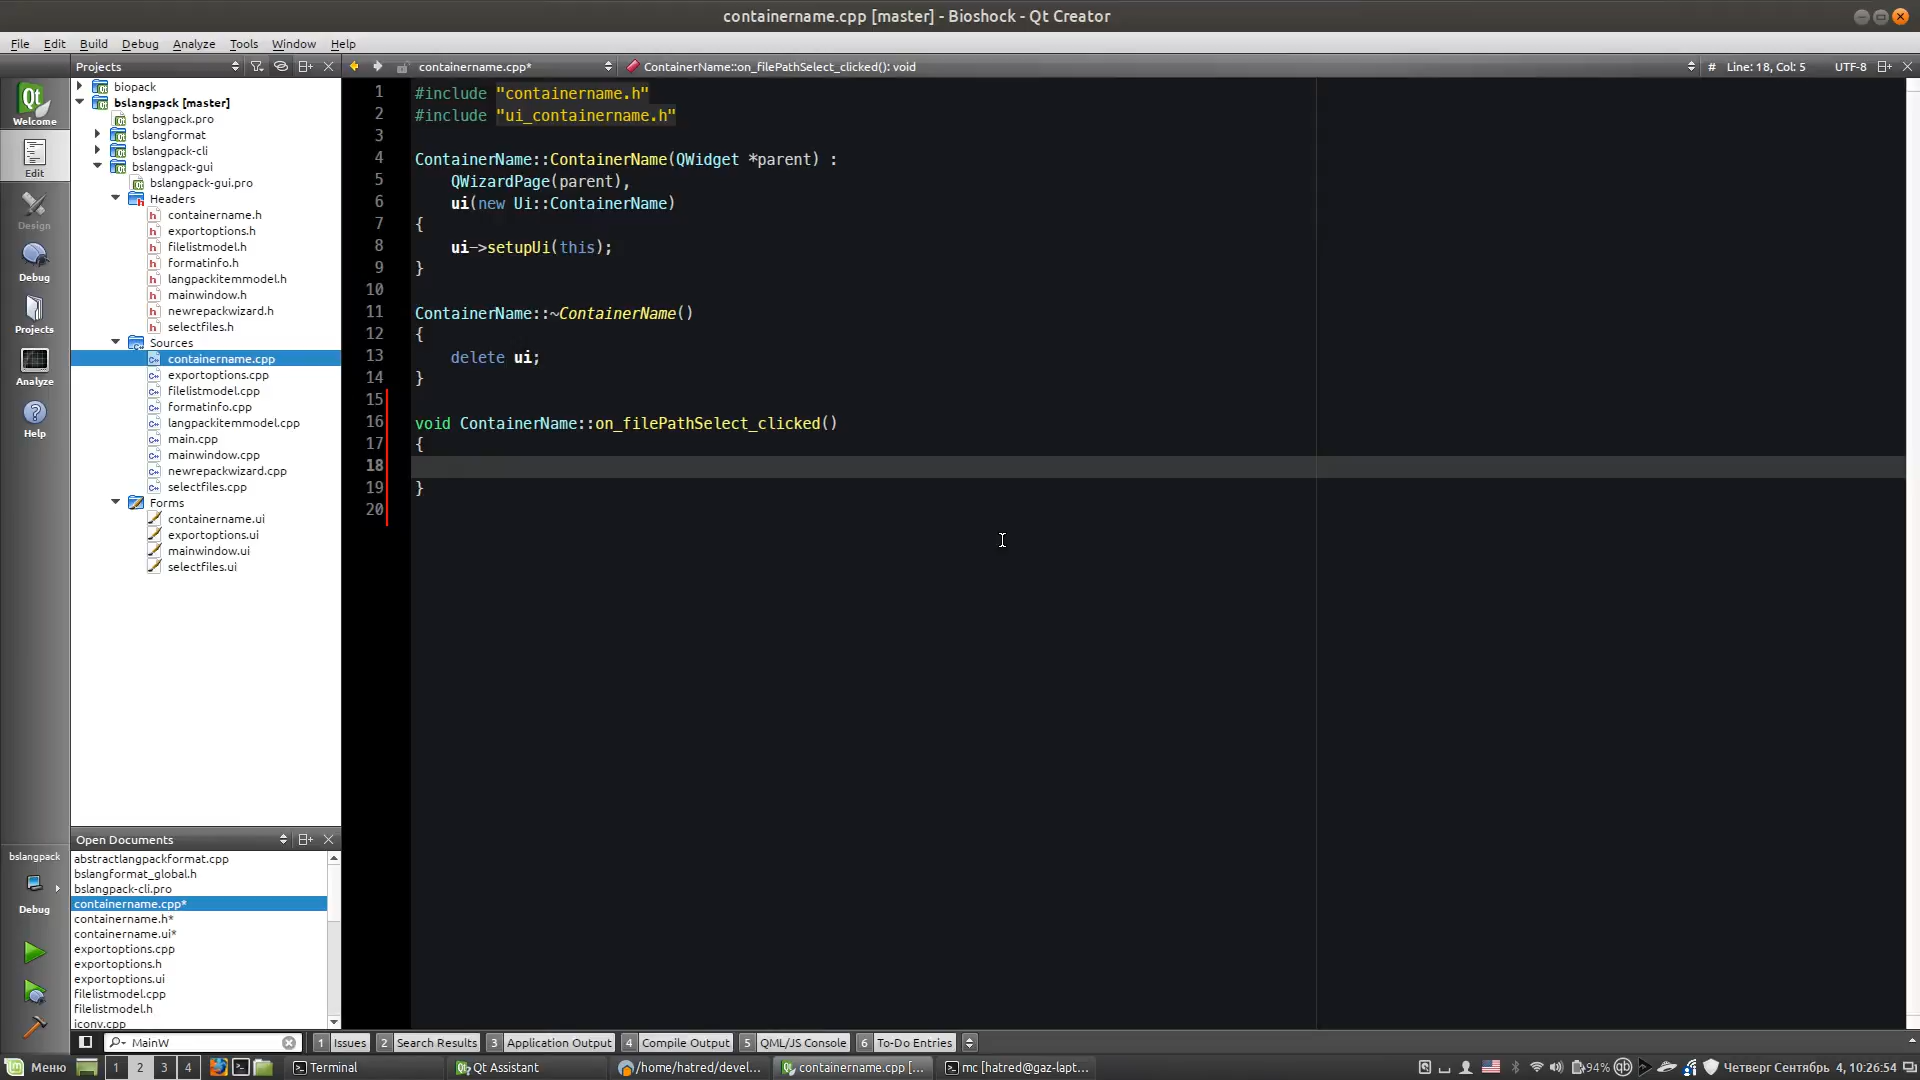 containername.cpp [master] - Bioshock - Qt Creator
File Edit Build Debug Analyze Tools Window Help
Projects
containername.cpp*
ContainerName::on_filePathSelect_clicked(): void
# Line: 18, Col: 5
UTF-8
Welcome
Edit
Design
Debug
Projects
Analyze
Help
biopack
bslangpack [master]
bslangpack.pro
bslangformat
bslangpack-cli
bslangpack-gui
bslangpack-gui.pro
Headers
containername.h
exportoptions.h
filelistmodel.h
formatinfo.h
langpackitemmodel.h
mainwindow.h
newrepackwizard.h
selectfiles.h
Sources
containername.cpp
exportoptions.cpp
filelistmodel.cpp
formatinfo.cpp
langpackitemmodel.cpp
main.cpp
mainwindow.cpp
newrepackwizard.cpp
selectfiles.cpp
Forms
containername.ui
exportoptions.ui
mainwindow.ui
selectfiles.ui
1 #include "containername.h"
2 #include "ui_containername.h"
3
4 ContainerName::ContainerName(QWidget *parent) :
5     QWizardPage(parent),
6     ui(new Ui::ContainerName)
7 {
8     ui->setupUi(this);
9 }
10
11 ContainerName::~ContainerName()
12 {
13     delete ui;
14 }
15
16 void ContainerName::on_filePathSelect_clicked()
17 {
18
19 }
20
Open Documents
abstractlangpackformat.cpp
bslangformat_global.h
bslangpack-cli.pro
containername.cpp*
containername.h*
containername.ui*
exportoptions.cpp
exportoptions.h
exportoptions.ui
filelistmodel.cpp
filelistmodel.h
iconv.cpp
bslangpack
Debug
MainW
1 Issues 2 Search Results 3 Application Output 4 Compile Output 5 QML/JS Console 6 To-Do Entries
Меню 1 2 3 4 Terminal Qt Assistant /home/hatred/devel... containername.cpp [... mc [hatred@gaz-lapt... 94% qb Четверг Сентябрь 4, 10:26:54